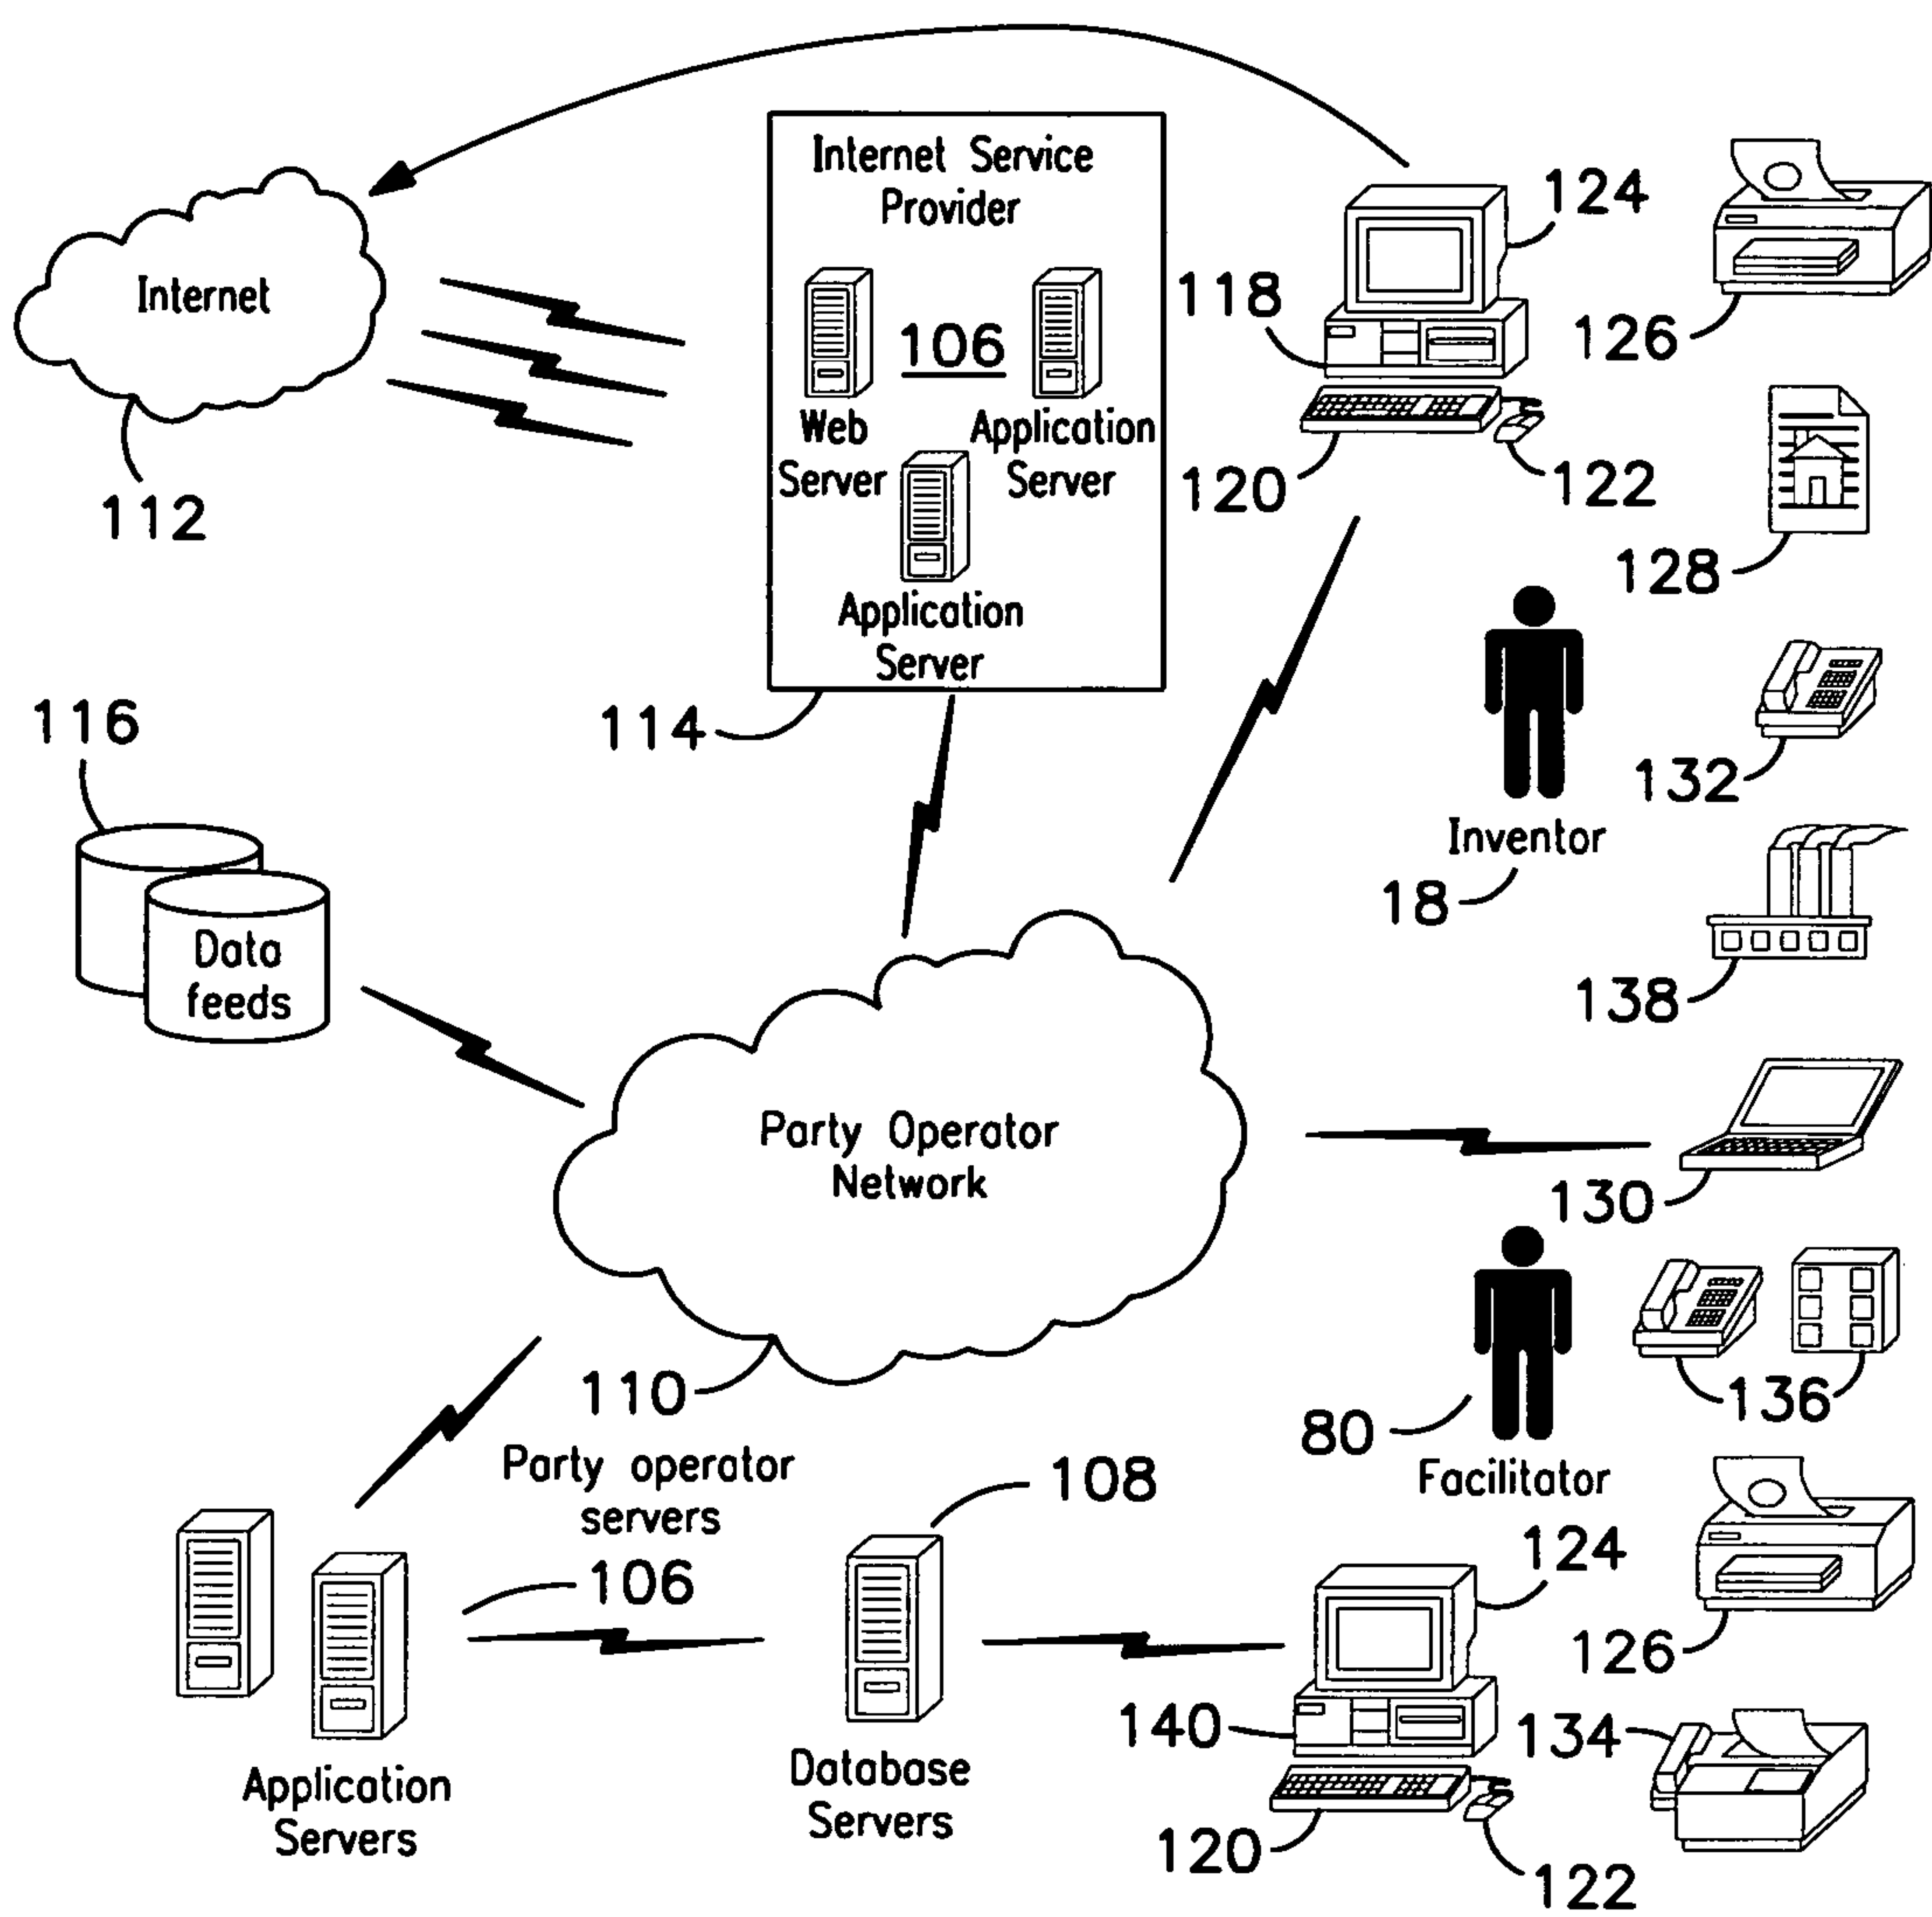 Internet Service
Provider
124
Internet
118
106
126
Web
Server
Application
Server
112
120
122
128
Application
Server
114
116
132
Inventor
18
Data
feeds
138
Party Operator
Network
130
110
136
80
Facilitator
Party operator
servers
108
124
106
126
140
134
Application
Servers
Database
Servers
120
122